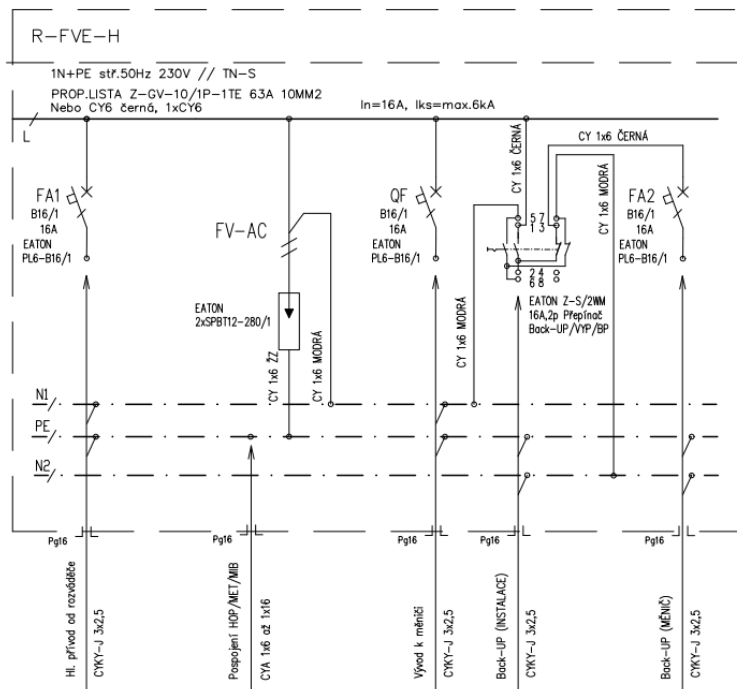 R-FVE-H
1N+PE stř.50Hz 230V // TN-S
PROP.LISTA Z-GV-10/1P-1TE 63A 10MM2
Nebo CY6 černá, 1xCY6
In=16A, Iks=max.6kA
L
FA1
B16/1
16A
EATON
PL6-B16/1
FV-AC
EATON
2xSPBT12-280/1
CY 1x6 ŽZ
CY 1x6 MODRÁ
QF
B16/1
16A
EATON
PL6-B16/1
CY 1x6 MODRÁ
CY 1x6 ČERNÁ
CY 1x6 ČERNÁ
CY 1x6 MODRÁ
5 7
1 3
2 4
6 8
EATON Z-S/2WM
16A,2p Přepínač
Back-UP/VYP/BP
FA2
B16/1
16A
EATON
PL6-B16/1
N1
PE
N2
Pg16
Pg16
Pg16
Pg16
Pg16
Hl. přívod od rozváděče
CYKY-J 3x2,5
Pospojení HOP/MET/MIB
CYA 1x6 až 1x16
Vývod k měniči
CYKY-J 3x2,5
Back-UP (INSTALACE)
CYKY-J 3x2,5
Back-UP (MĚNIČ)
CYKY-J 3x2,5